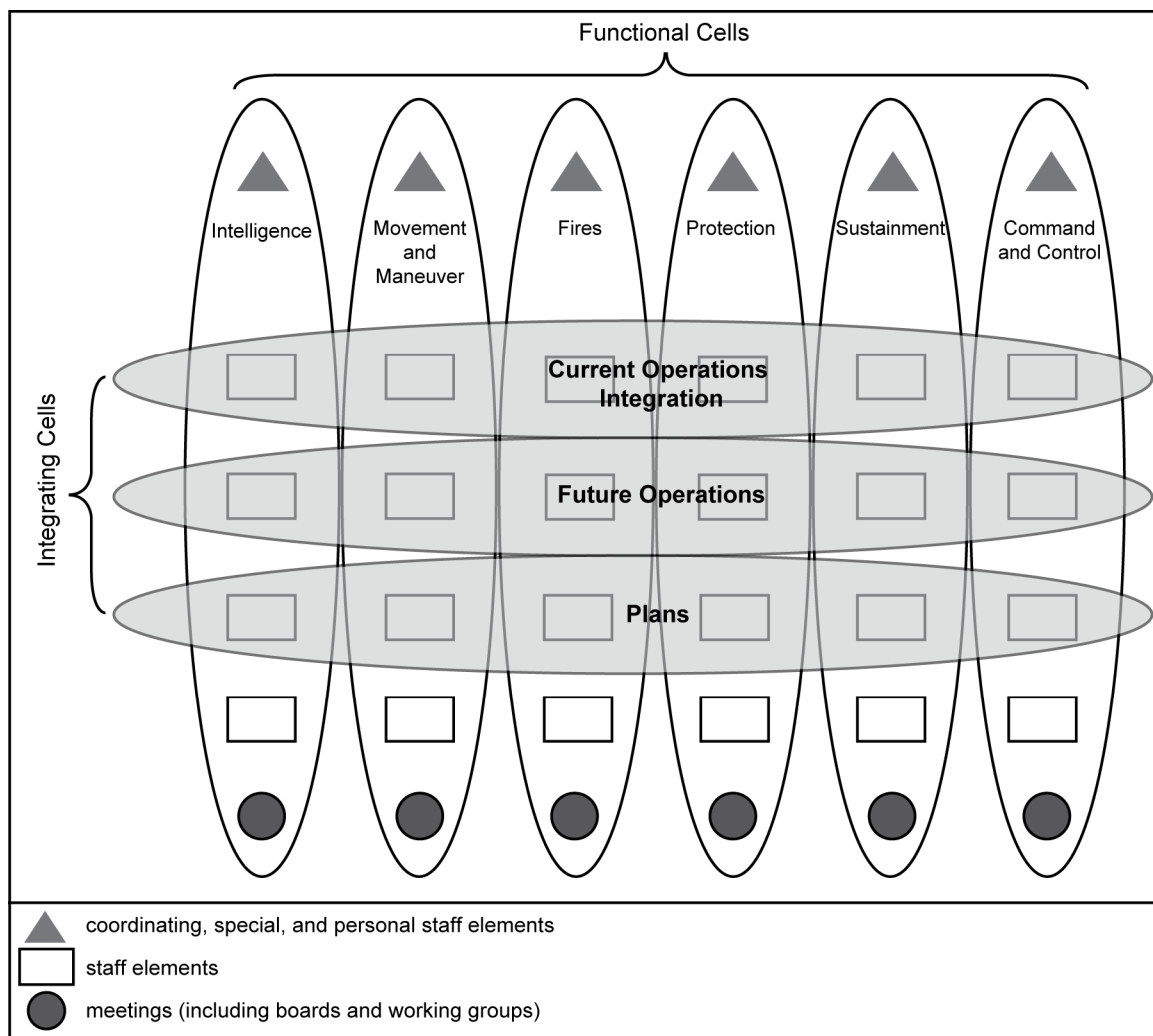 Functional Cells
Intelligence
Movement
and
Maneuver
Fires
Protection
Sustainment
Command
and Control
Integrating Cells
Current Operations
Integration
Future Operations
Plans
coordinating, special, and personal staff elements
staff elements
meetings (including boards and working groups)